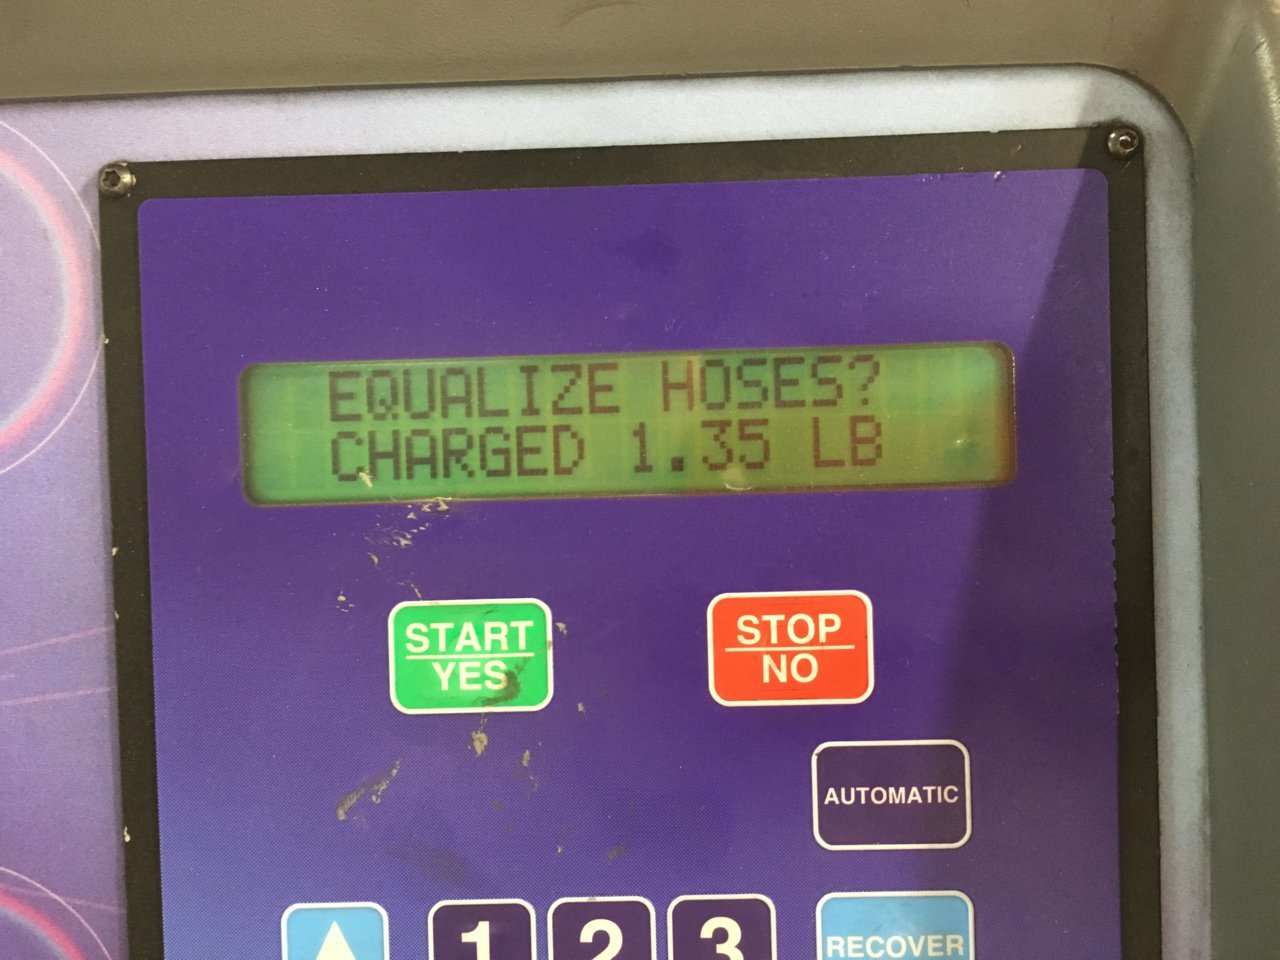 EQUALIZE HOSES?
CHARGED 1.35 LB
START
YES
STOP
NO
AUTOMATIC
1 2 3
RECOVER